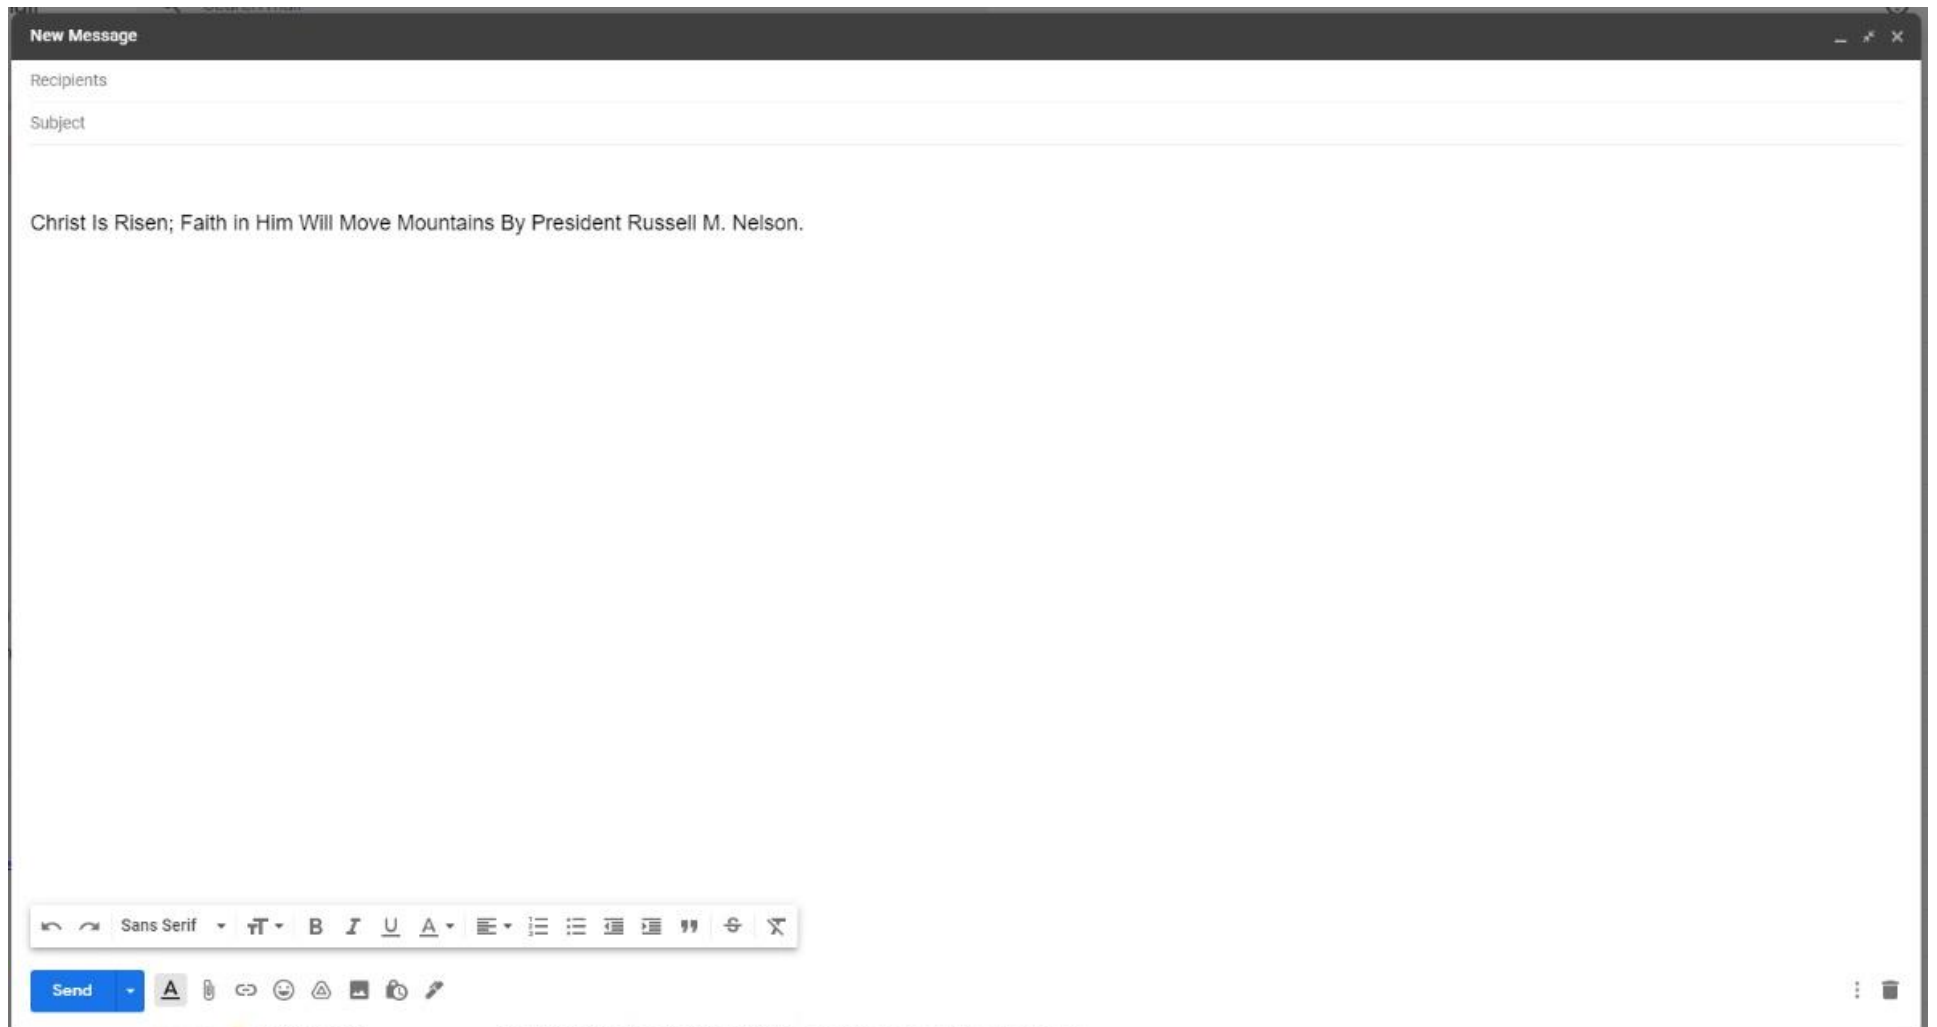 New Message
Recipients
Subject
Christ Is Risen; Faith in Him Will Move Mountains By President Russell M. Nelson.
Sans Serif
Send